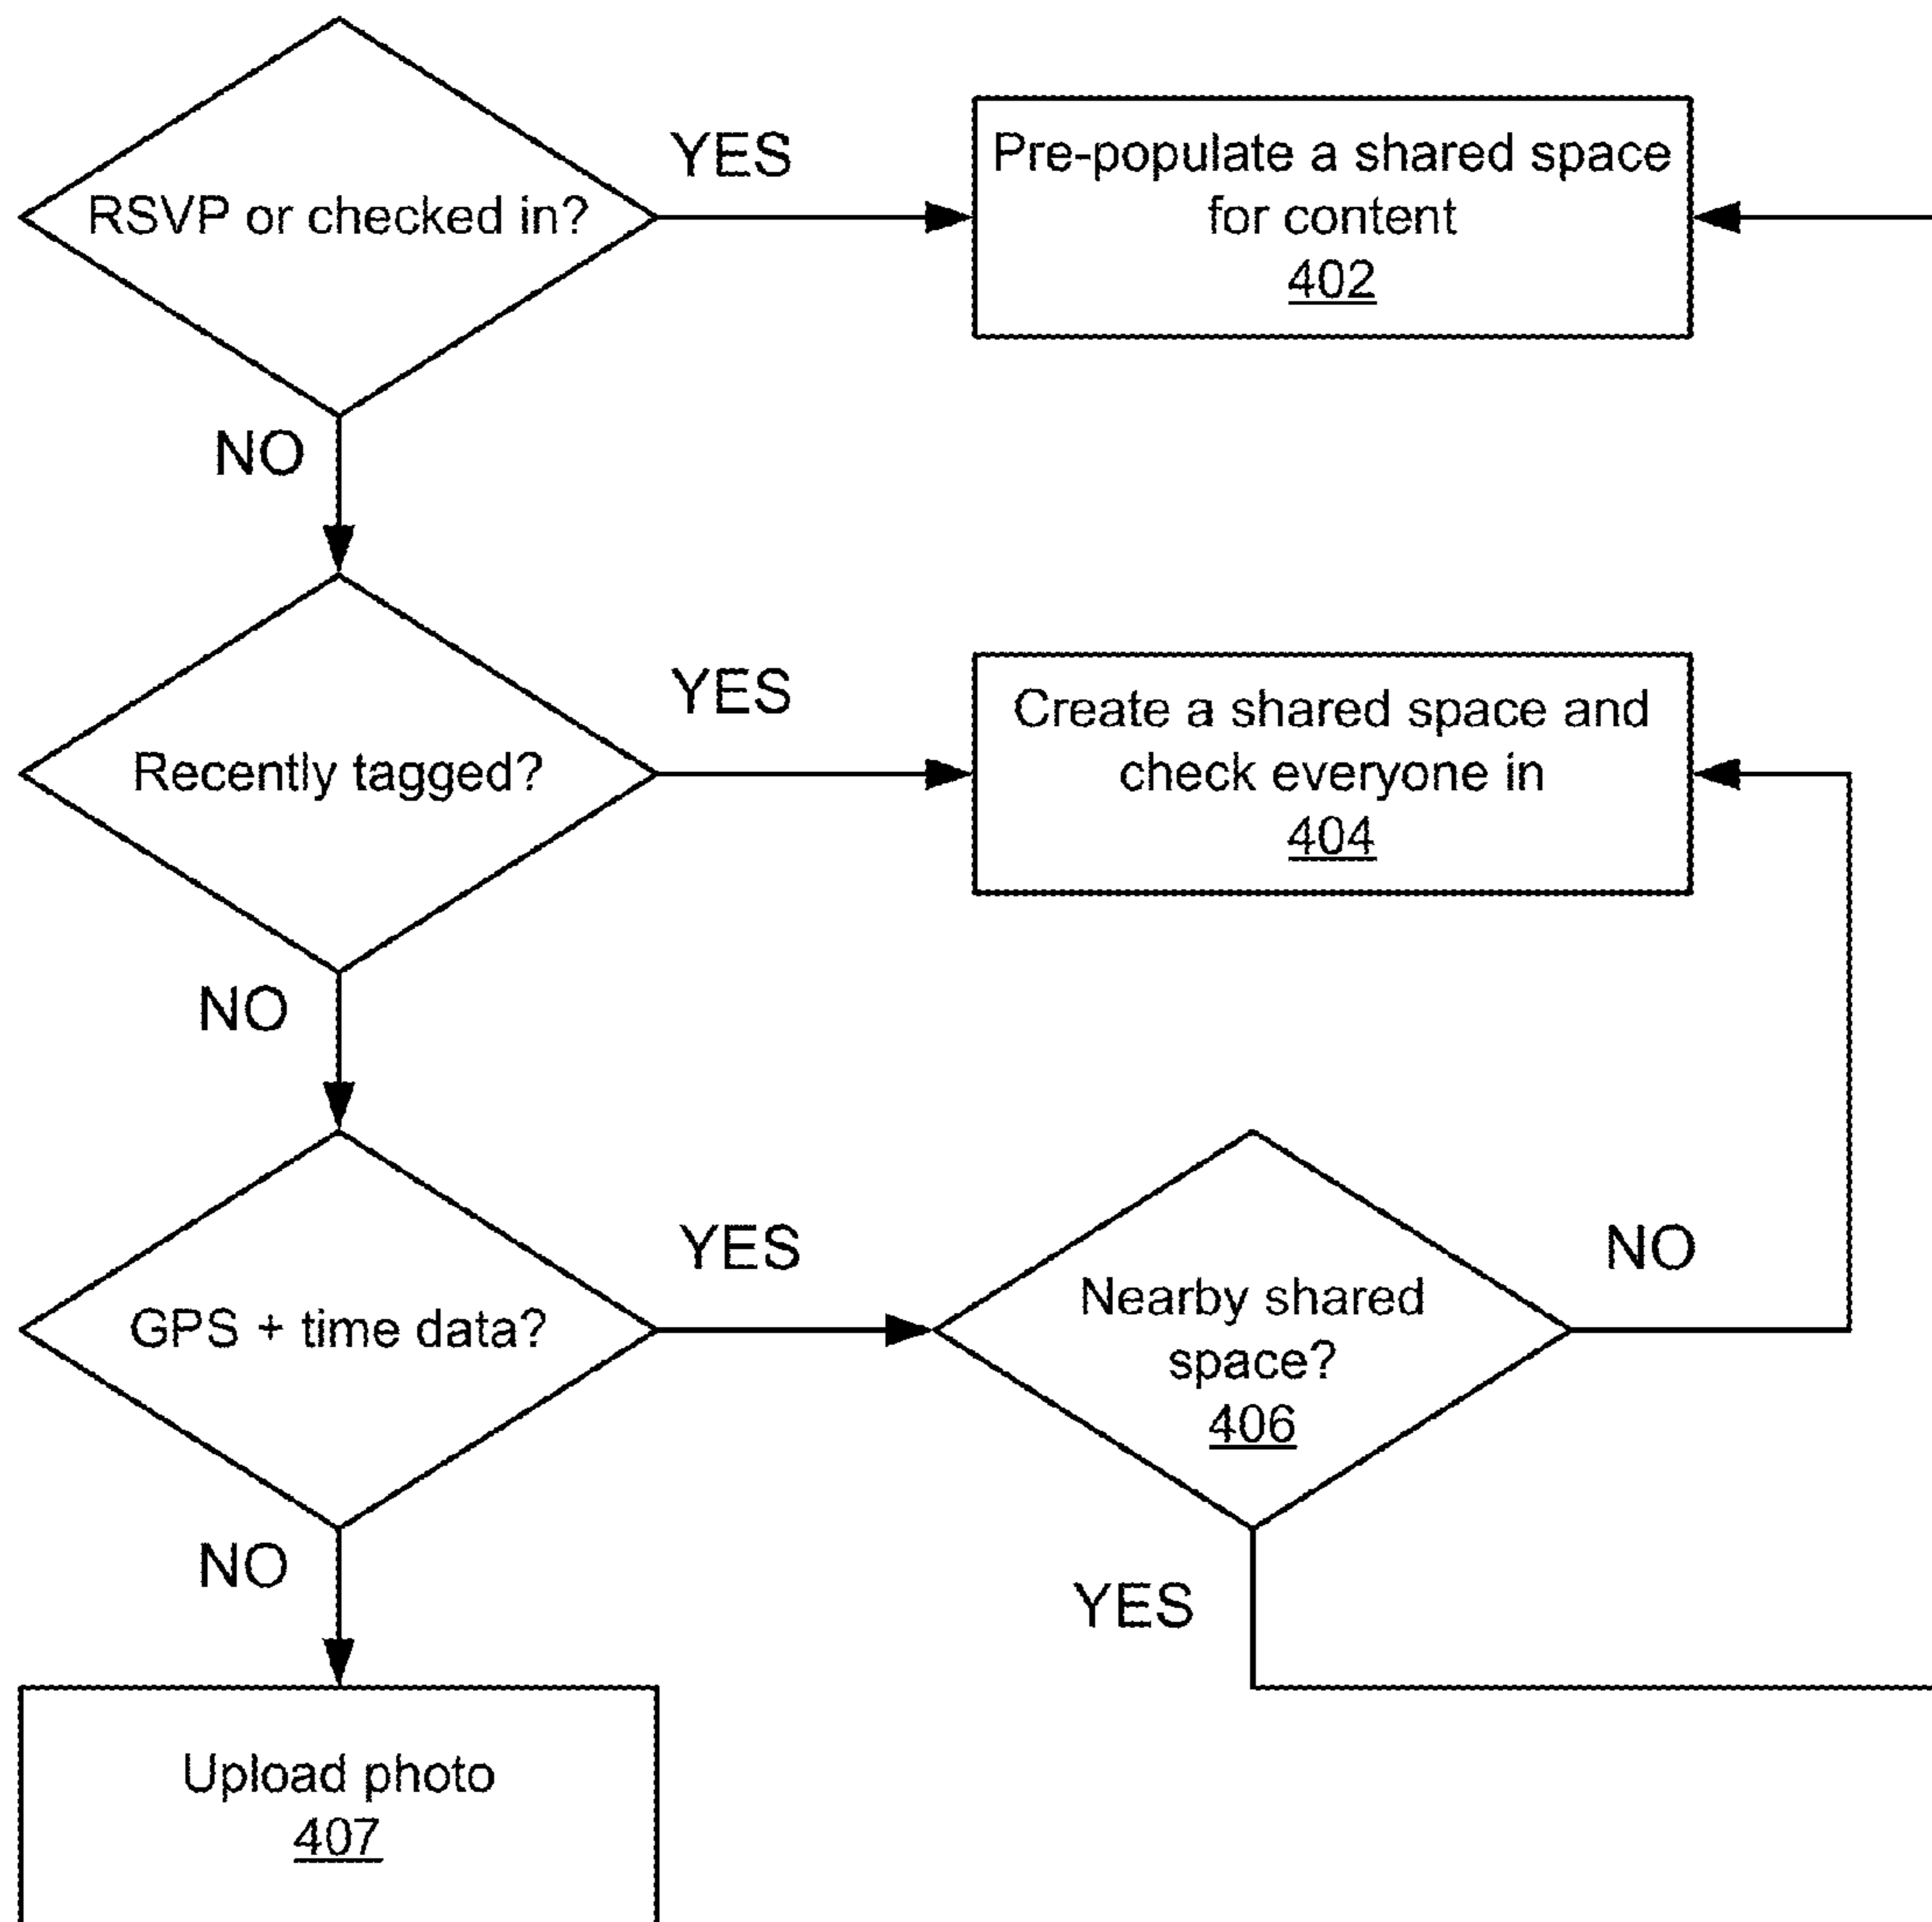 RSVP or checked in?
YES
Pre-populate a shared space
for content
402
NO
Recently tagged?
YES
Create a shared space and
check everyone in
404
NO
GPS + time data?
YES
Nearby shared
space?
406
NO
NO
YES
Upload photo
407